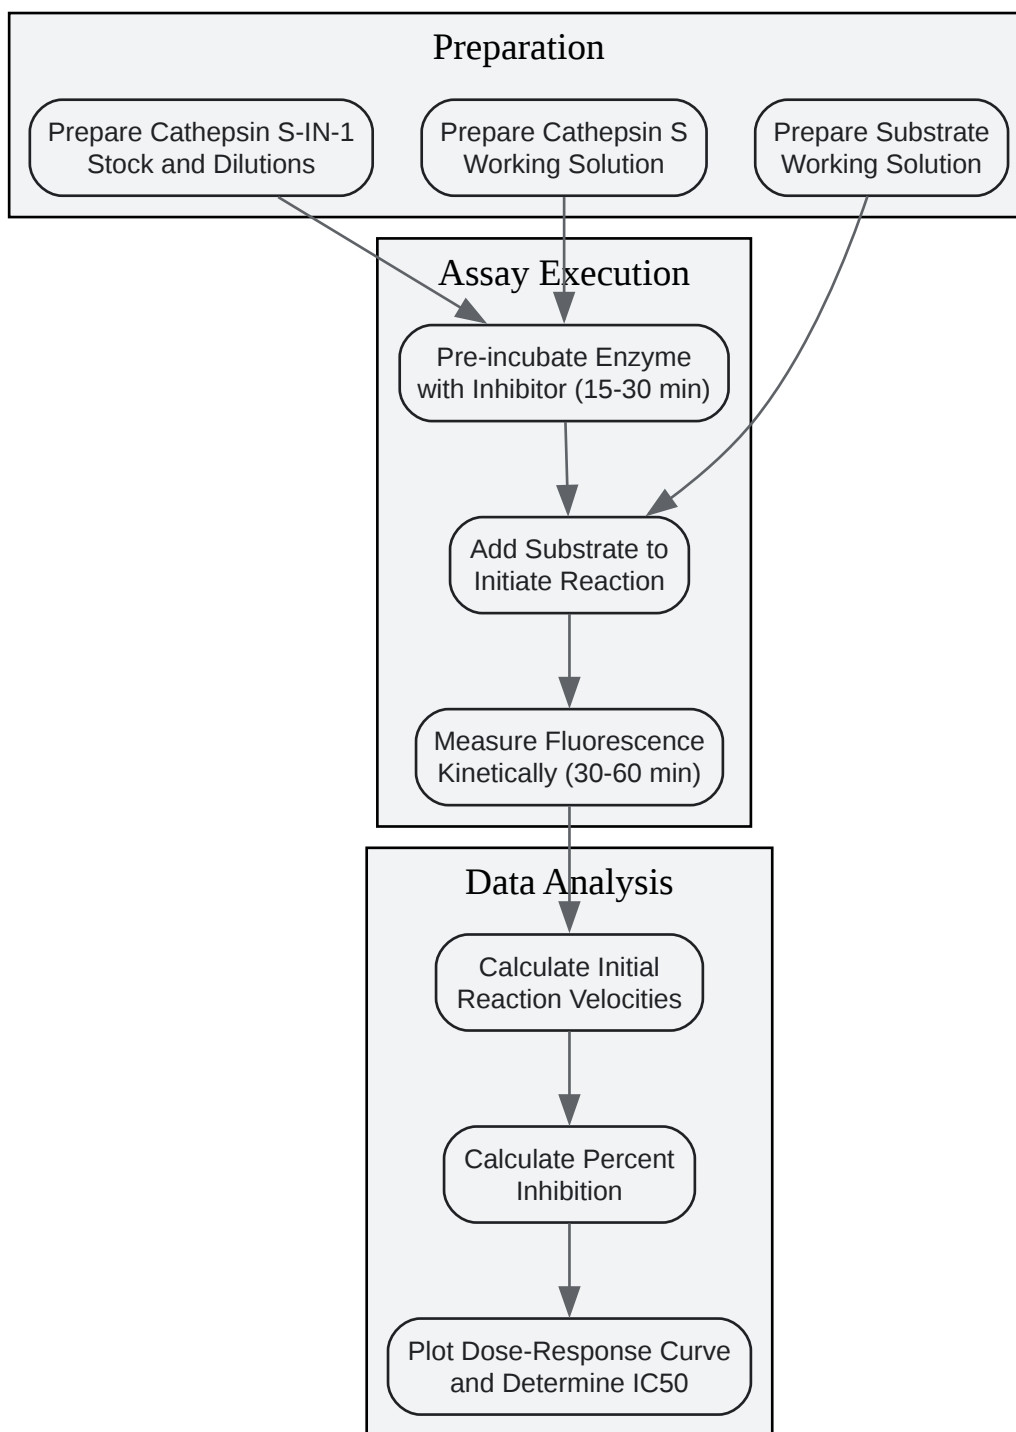 Preparation
Prepare Cathepsin S-IN-1
Stock and Dilutions
Prepare Cathepsin S
Working Solution
Prepare Substrate
Working Solution
Assay Execution
Pre-incubate Enzyme
with Inhibitor (15-30 min)
Add Substrate to
Initiate Reaction
Measure Fluorescence
Kinetically (30-60 min)
Data Analysis
Calculate Initial
Reaction Velocities
Calculate Percent
Inhibition
Plot Dose-Response Curve
and Determine IC50